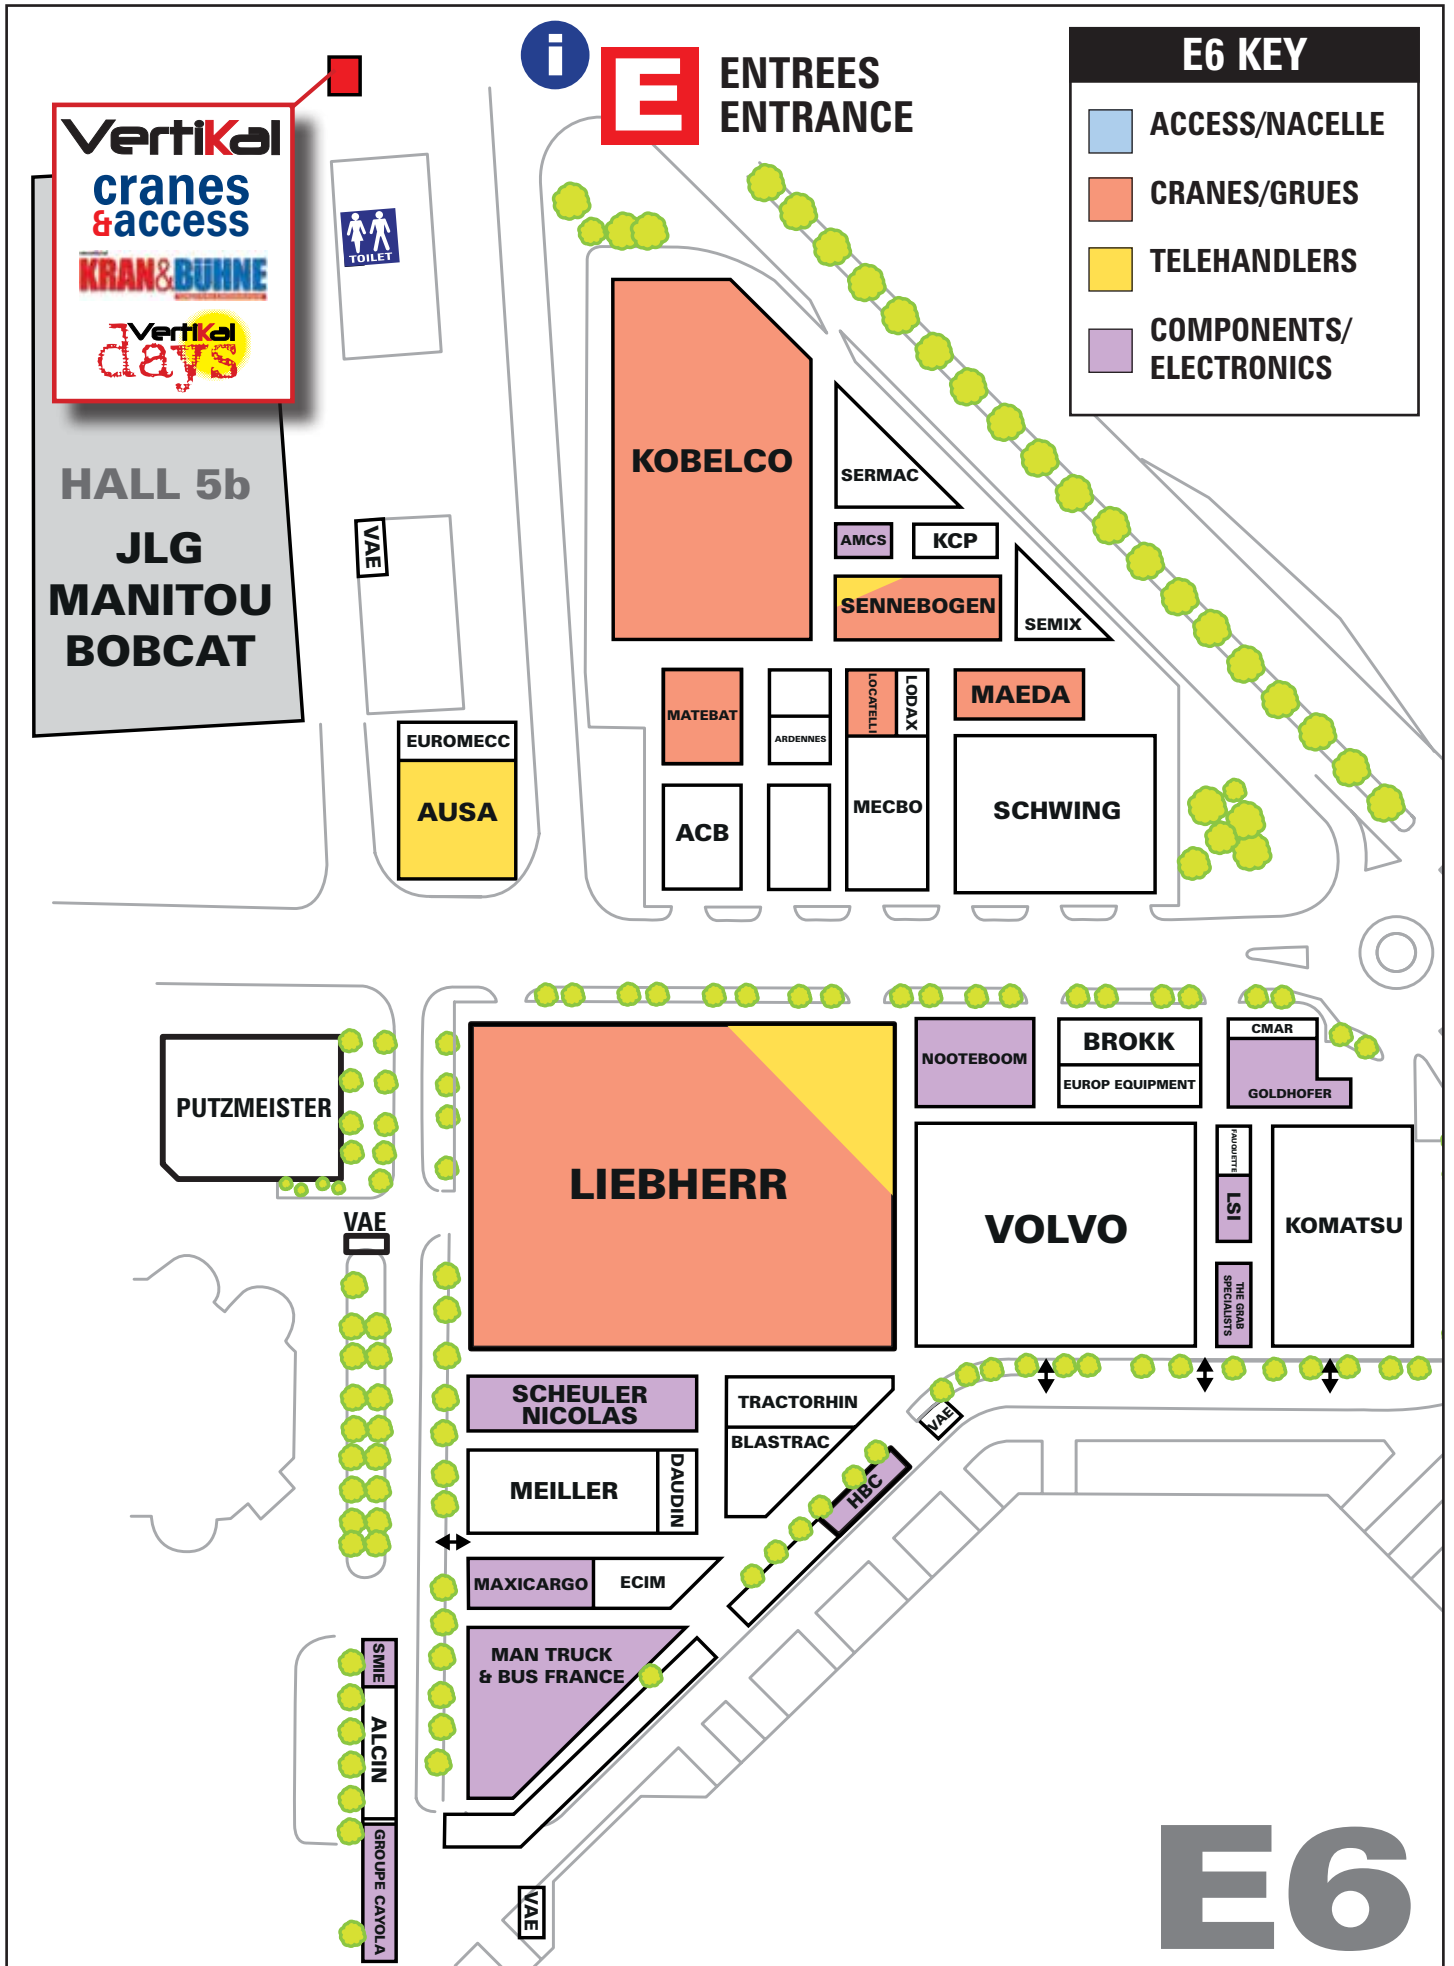 i
E
ENTREES
ENTRANCE
E6 KEY
ACCESS/NACELLE
CRANES/GRUES
TELEHANDLERS
COMPONENTS/
ELECTRONICS
Vertikal
cranes
&access
KRAN&BÜHNE
Vertikal
days
TOILET
HALL 5b
JLG
MANITOU
BOBCAT
VAE
KOBELCO
SERMAC
AMCS
KCP
SENNEBOGEN
SEMIX
MATEBAT
ARDENNES
LOCATELLI
LODAX
MAEDA
EUROMECC
AUSA
ACB
MECBO
SCHWING
PUTZMEISTER
VAE
LIEBHERR
NOOTEBOOM
BROKK
EUROP EQUIPMENT
CMAR
GOLDHOFER
VOLVO
FAUQUETTE
LSI
THE GRAB
SPECIALISTS
KOMATSU
SCHEULER
NICOLAS
TRACTORHIN
BLASTRAC
VAE
MEILLER
DAUDIN
HBC
MAXICARGO
ECIM
MAN TRUCK
& BUS FRANCE
SMIE
ALCIN
GROUPE CAYOLA
VAE
E6